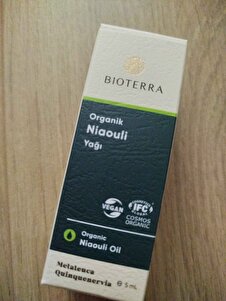 BIOTERRA
Organik
Niaouli
Yağı
VEGAN
IFC
COSMOS
ORGANIC
Organic
Niaouli Oil
Melaleuca
Quinquenervia
℮ 5 mL